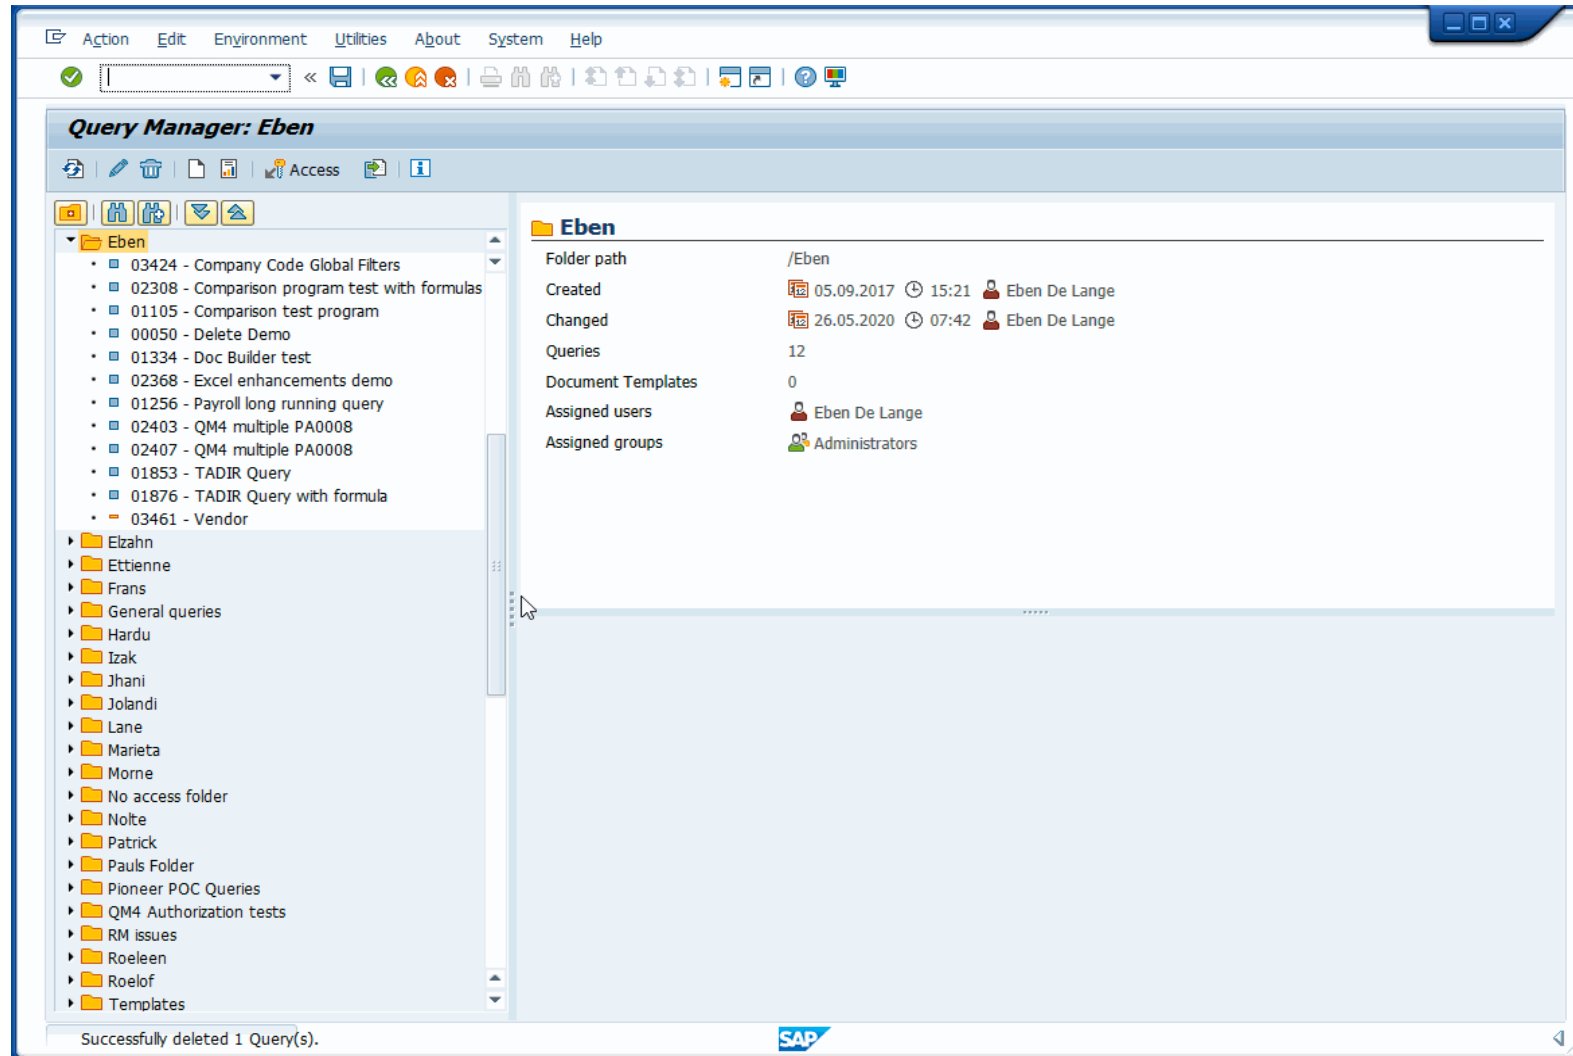 Action Edit Environment Utilities About System Help
Query Manager: Eben
Access
Eben
03424 - Company Code Global Filters
02308 - Comparison program test with formulas
01105 - Comparison test program
00050 - Delete Demo
01334 - Doc Builder test
02368 - Excel enhancements demo
01256 - Payroll long running query
02403 - QM4 multiple PA0008
02407 - QM4 multiple PA0008
01853 - TADIR Query
01876 - TADIR Query with formula
03461 - Vendor
Elzahn
Ettienne
Frans
General queries
Hardu
Izak
Jhani
Jolandi
Lane
Marieta
Morne
No access folder
Nolte
Patrick
Pauls Folder
Pioneer POC Queries
QM4 Authorization tests
RM issues
Roeleen
Roelof
Templates
Eben
Folder path /Eben
Created 05.09.2017 15:21 Eben De Lange
Changed 26.05.2020 07:42 Eben De Lange
Queries 12
Document Templates 0
Assigned users Eben De Lange
Assigned groups Administrators
Successfully deleted 1 Query(s).
SAP